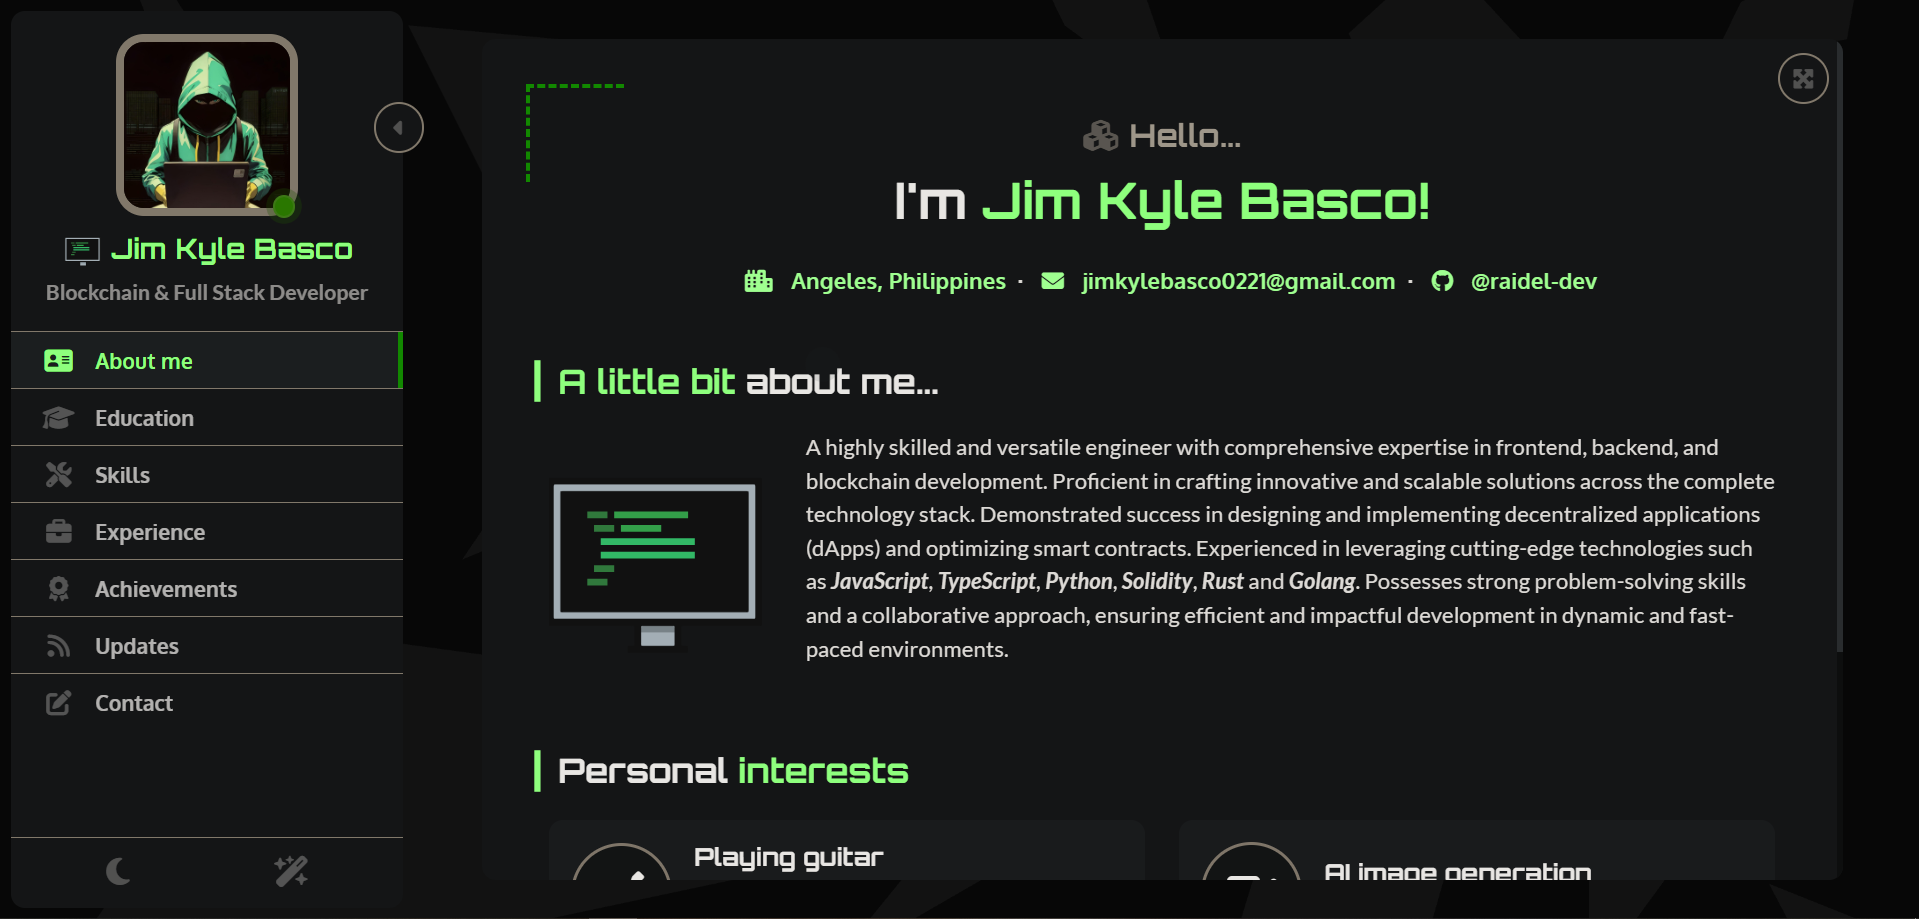 Jim Kyle Basco
Blockchain & Full Stack Developer
About me
Education
Skills
Experience
Achievements
Updates
Contact
Hello...
I'm Jim Kyle Basco!
Angeles, Philippines · jimkylebasco0221@gmail.com · @raidel-dev
A little bit about me...
A highly skilled and versatile engineer with comprehensive expertise in frontend, backend, and
blockchain development. Proficient in crafting innovative and scalable solutions across the complete
technology stack. Demonstrated success in designing and implementing decentralized applications
(dApps) and optimizing smart contracts. Experienced in leveraging cutting-edge technologies such
as JavaScript, TypeScript, Python, Solidity, Rust and Golang. Possesses strong problem-solving skills
and a collaborative approach, ensuring efficient and impactful development in dynamic and fast-
paced environments.
Personal interests
Playing guitar
AI image generation